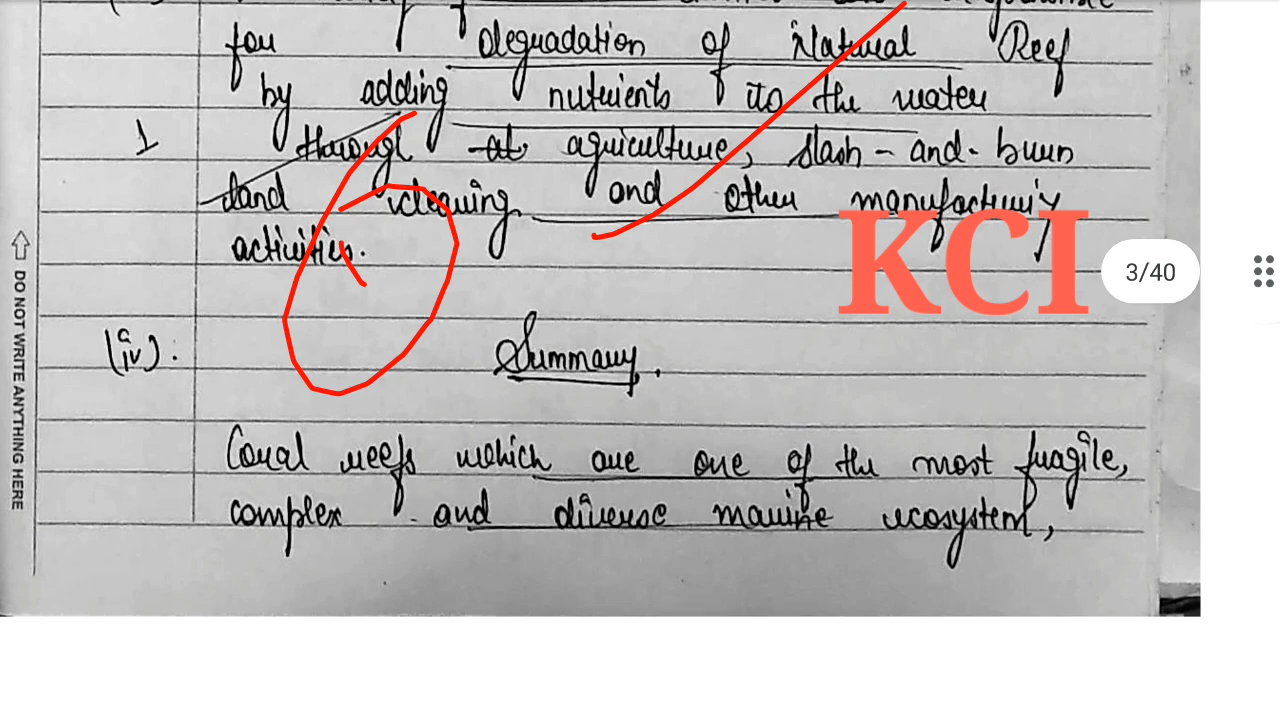 for degradation of Natural Reef
by adding nutrients to the water
1 through at agriculture, slash-and-burn
land cleaning and other manufacturing
activities.
KCI
3/40
DO NOT WRITE ANYTHING HERE
(iv). Summary.
Coral reefs which are one of the most fragile,
complex and diverse marine ecosystem,